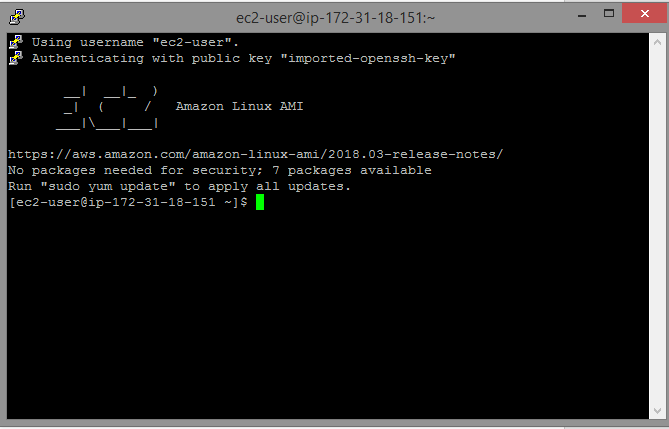 ec2-user@ip-172-31-18-151:~
Using username "ec2-user".
Authenticating with public key "imported-openssh-key"
       __|  __|_  )
       _|  (     /   Amazon Linux AMI
      ___|\___|___|
https://aws.amazon.com/amazon-linux-ami/2018.03-release-notes/
No packages needed for security; 7 packages available
Run "sudo yum update" to apply all updates.
[ec2-user@ip-172-31-18-151 ~]$